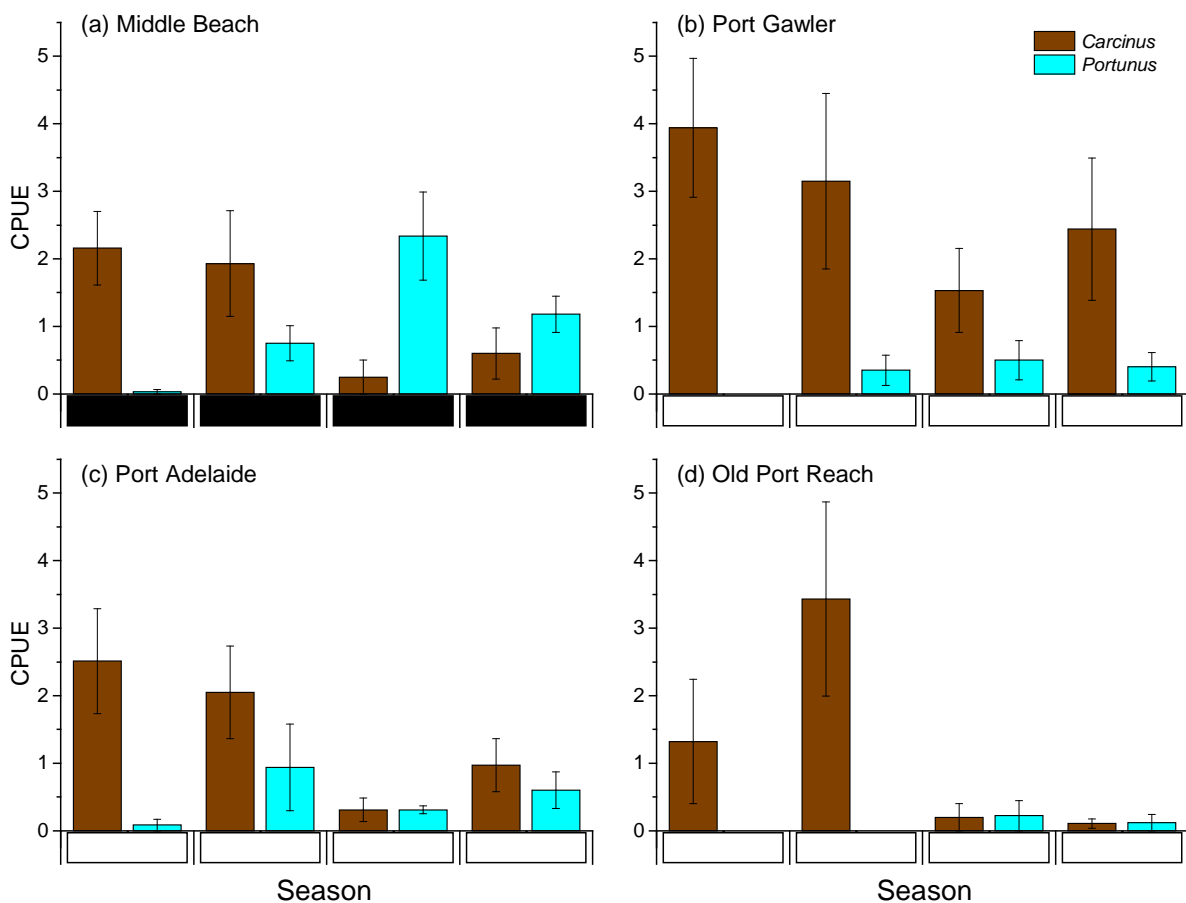 (a) Middle Beach
(b) Port Gawler
Carcinus
Portunus
CPUE
5
4
3
2
1
0
5
4
3
2
1
0
(c) Port Adelaide
(d) Old Port Reach
CPUE
5
4
3
2
1
0
5
4
3
2
1
0
Season
Season